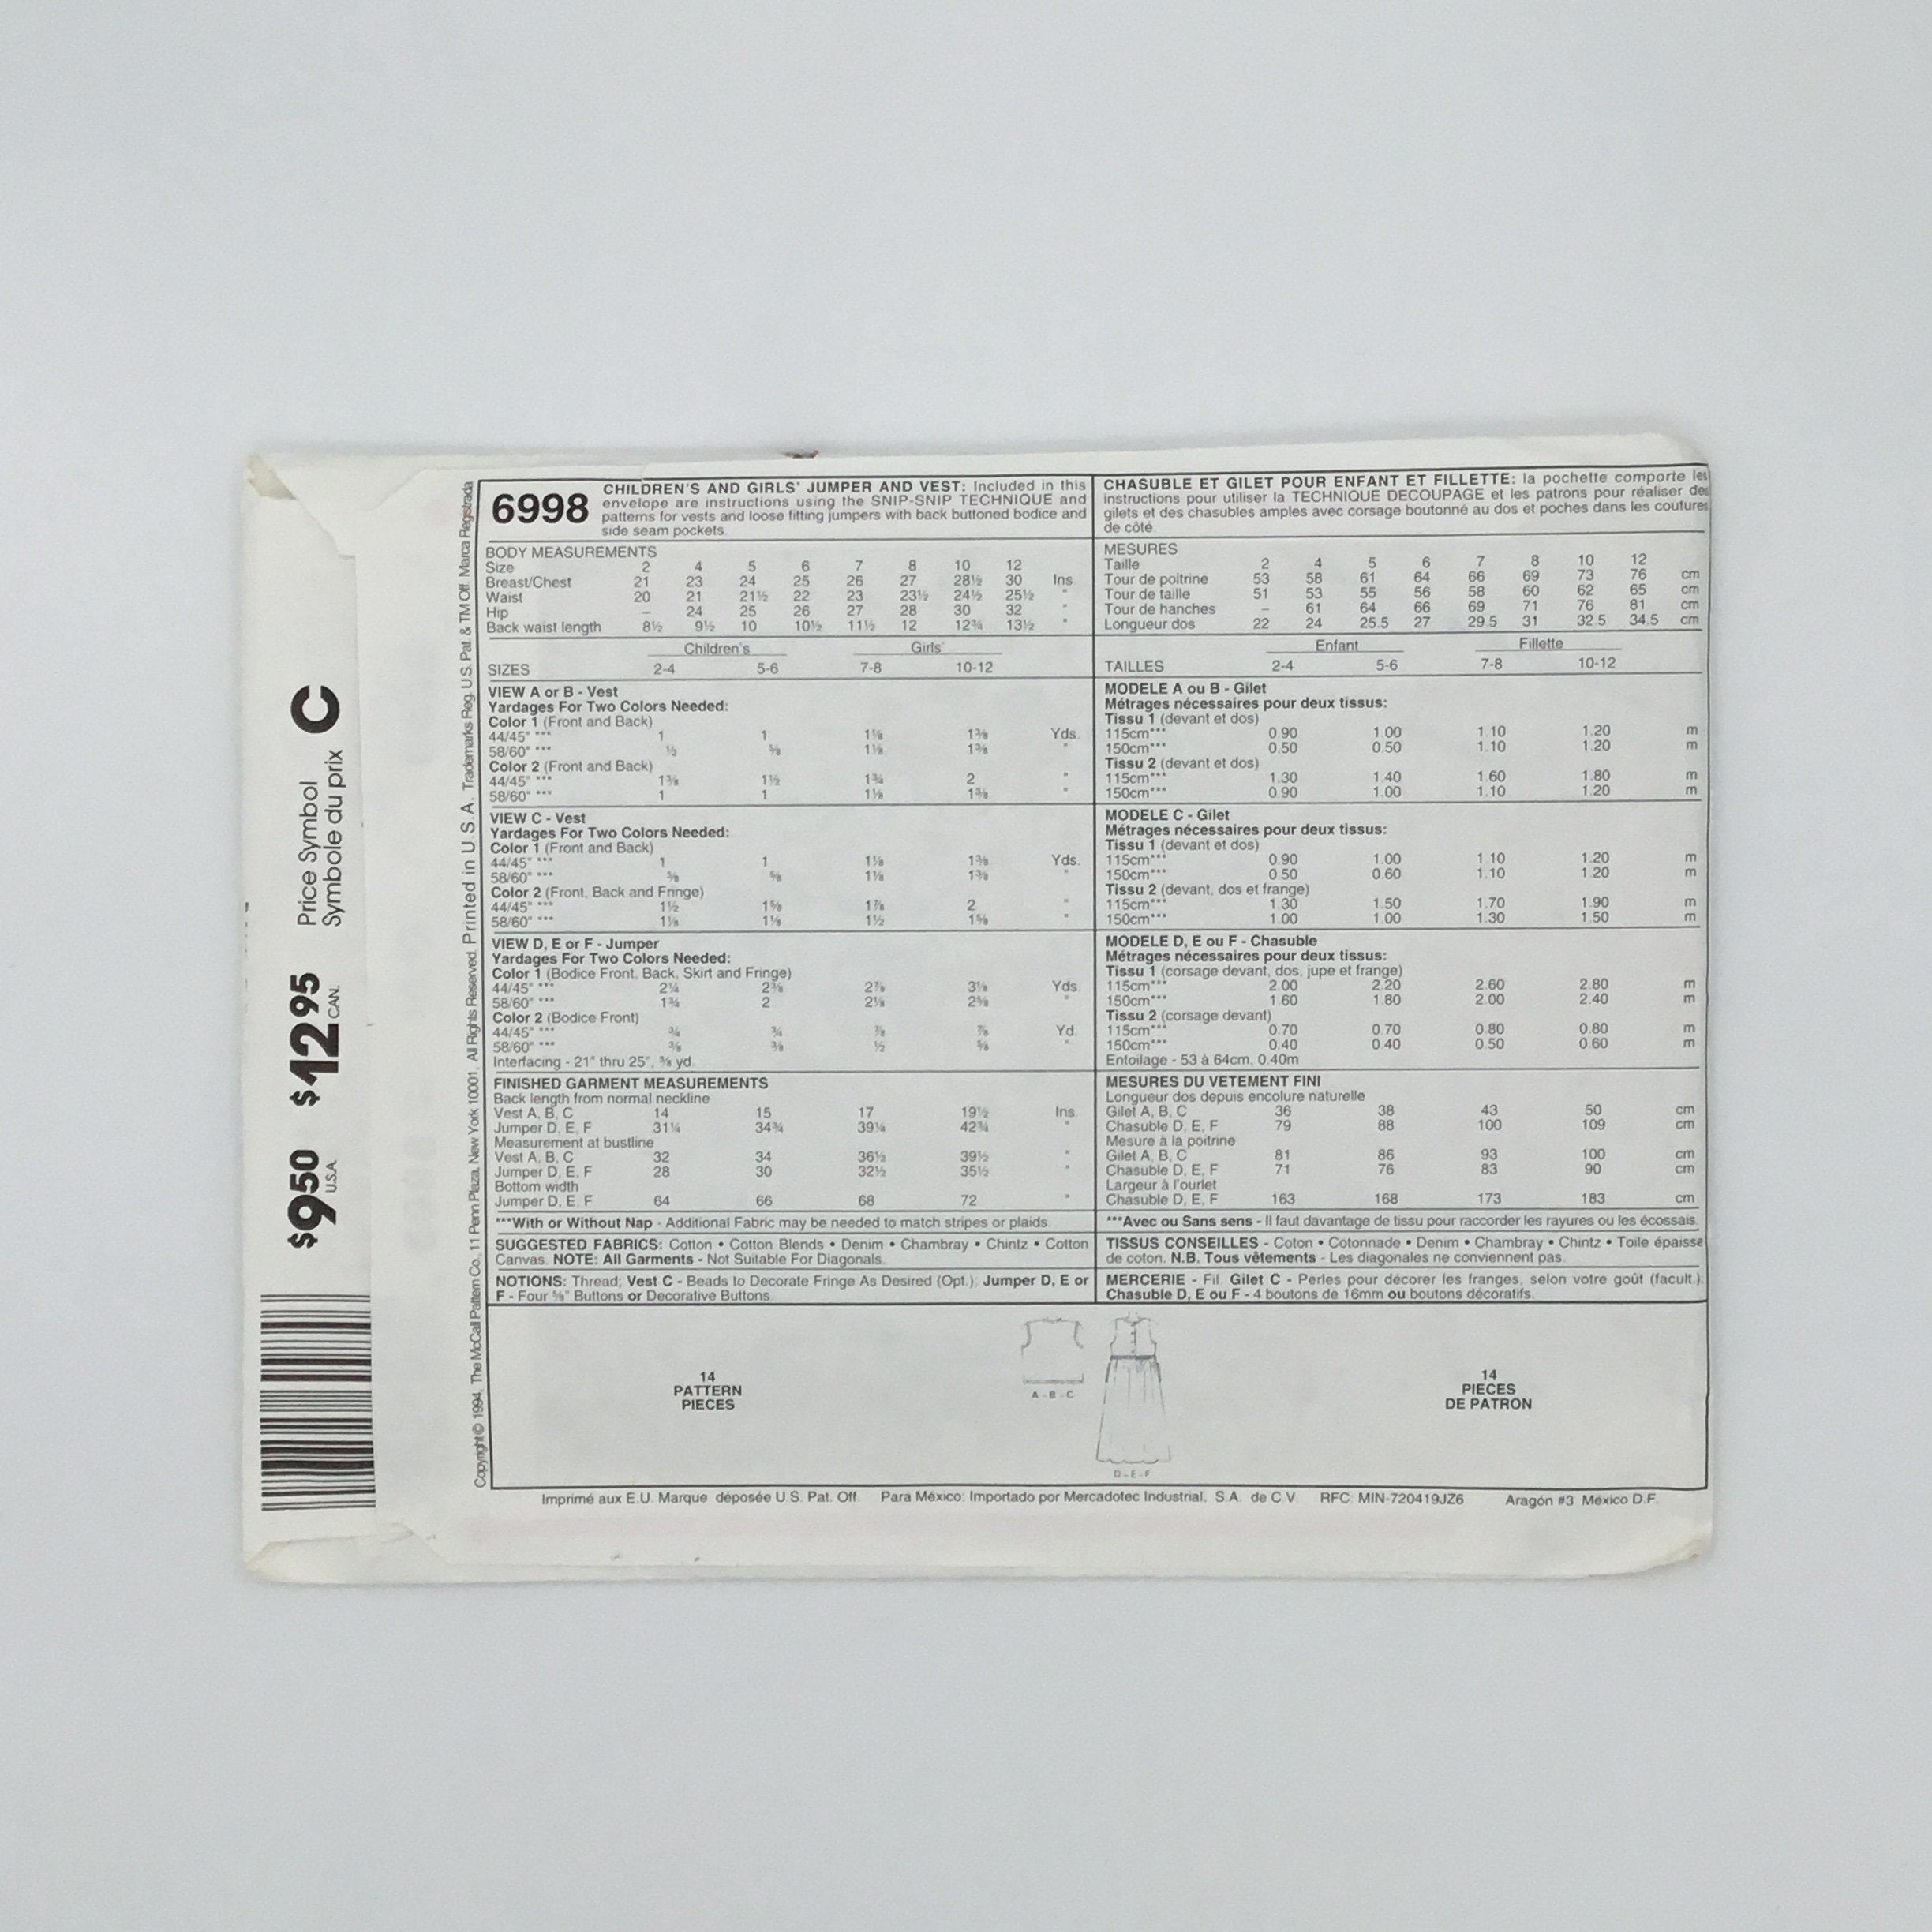 6998
CHILDREN'S AND GIRLS' JUMPER AND VEST: Included in this
envelope are instructions using the SNIP-SNIP TECHNIQUE and
patterns for vests and loose fitting jumpers with back buttoned bodice and
side seam pockets.
BODY MEASUREMENTS
Size 2 4 5 6 7 8 10 12
Breast/Chest 21 23 24 25 26 27 28½ 30 Ins.
Waist 20 21 21½ 22 23 23½ 24½ 25½ "
Hip – 24 25 26 27 28 30 32 "
Back waist length 8½ 9½ 10 10½ 11½ 12 12¾ 13½ "
Children's Girls'
SIZES 2-4 5-6 7-8 10-12
VIEW A or B - Vest
Yardages For Two Colors Needed:
Color 1 (Front and Back)
44/45" *** 1 1 1⅛ 1⅜ Yds.
58/60" *** ½ ⅝ 1⅛ 1⅜ "
Color 2 (Front and Back)
44/45" *** 1⅜ 1½ 1¾ 2 "
58/60" *** 1 1 1⅛ 1⅜ "
VIEW C - Vest
Yardages For Two Colors Needed:
Color 1 (Front and Back)
44/45" *** 1 1 1⅛ 1⅜ Yds.
58/60" *** ⅝ ⅝ 1⅛ 1⅜ "
Color 2 (Front, Back and Fringe)
44/45" *** 1½ 1⅝ 1⅞ 2 "
58/60" *** 1⅛ 1⅛ 1½ 1⅝ "
VIEW D, E or F - Jumper
Yardages For Two Colors Needed:
Color 1 (Bodice Front, Back, Skirt and Fringe)
44/45" *** 2¼ 2⅜ 2⅞ 3⅛ Yds.
58/60" *** 1¾ 2 2⅛ 2⅝ "
Color 2 (Bodice Front)
44/45" *** ¾ ¾ ⅞ ⅞ Yd.
58/60" *** ⅜ ⅜ ½ ⅝ "
Interfacing - 21" thru 25", ⅜ yd.
FINISHED GARMENT MEASUREMENTS
Back length from normal neckline
Vest A, B, C 14 15 17 19½ Ins.
Jumper D, E, F 31¼ 34¾ 39¼ 42¾ "
Measurement at bustline
Vest A, B, C 32 34 36½ 39½ "
Jumper D, E, F 28 30 32½ 35½ "
Bottom width
Jumper D, E, F 64 66 68 72 "
***With or Without Nap - Additional Fabric may be needed to match stripes or plaids.
SUGGESTED FABRICS: Cotton • Cotton Blends • Denim • Chambray • Chintz • Cotton
Canvas. NOTE: All Garments - Not Suitable For Diagonals.
NOTIONS: Thread; Vest C - Beads to Decorate Fringe As Desired (Opt.); Jumper D, E or
F - Four ⅝" Buttons or Decorative Buttons.
CHASUBLE ET GILET POUR ENFANT ET FILLETTE: la pochette comporte les
instructions pour utiliser la TECHNIQUE DECOUPAGE et les patrons pour réaliser des
gilets et des chasubles amples avec corsage boutonné au dos et poches dans les coutures
de côté.
MESURES
Taille 2 4 5 6 7 8 10 12
Tour de poitrine 53 58 61 64 66 69 73 76 cm
Tour de taille 51 53 55 56 58 60 62 65 cm
Tour de hanches – 61 64 66 69 71 76 81 cm
Longueur dos 22 24 25.5 27 29.5 31 32.5 34.5 cm
Enfant Fillette
TAILLES 2-4 5-6 7-8 10-12
MODELE A ou B - Gilet
Métrages nécessaires pour deux tissus:
Tissu 1 (devant et dos)
115cm*** 0.90 1.00 1.10 1.20 m
150cm*** 0.50 0.50 1.10 1.20 m
Tissu 2 (devant et dos)
115cm*** 1.30 1.40 1.60 1.80 m
150cm*** 0.90 1.00 1.10 1.20 m
MODELE C - Gilet
Métrages nécessaires pour deux tissus:
Tissu 1 (devant et dos)
115cm*** 0.90 1.00 1.10 1.20 m
150cm*** 0.50 0.60 1.10 1.20 m
Tissu 2 (devant, dos et frange)
115cm*** 1.30 1.50 1.70 1.90 m
150cm*** 1.00 1.00 1.30 1.50 m
MODELE D, E ou F - Chasuble
Métrages nécessaires pour deux tissus:
Tissu 1 (corsage devant, dos, jupe et frange)
115cm*** 2.00 2.20 2.60 2.80 m
150cm*** 1.60 1.80 2.00 2.40 m
Tissu 2 (corsage devant)
115cm*** 0.70 0.70 0.80 0.80 m
150cm*** 0.40 0.40 0.50 0.60 m
Entoilage - 53 à 64cm, 0.40m
MESURES DU VETEMENT FINI
Longueur dos depuis encolure naturelle
Gilet A, B, C 36 38 43 50 cm
Chasuble D, E, F 79 88 100 109 cm
Mesure à la poitrine
Gilet A, B, C 81 86 93 100 cm
Chasuble D, E, F 71 76 83 90 cm
Largeur à l'ourlet
Chasuble D, E, F 163 168 173 183 cm
***Avec ou Sans sens - Il faut davantage de tissu pour raccorder les rayures ou les écossais.
TISSUS CONSEILLES - Coton • Cotonnade • Denim • Chambray • Chintz • Toile épaisse
de coton. N.B. Tous vêtements - Les diagonales ne conviennent pas.
MERCERIE - Fil. Gilet C - Perles pour décorer les franges, selon votre goût (facult.).
Chasuble D, E ou F - 4 boutons de 16mm ou boutons décoratifs.
14
PATTERN
PIECES
A-B-C
D-E-F
14
PIECES
DE PATRON
Imprimé aux E.U. Marque déposée U.S. Pat. Off. Para México: Importado por Mercadotec Industrial, S.A. de C.V. RFC: MIN-720419JZ6 Aragón #3 México D.F.
Copyright © 1994, The McCall Pattern Co., 11 Penn Plaza, New York 10001, All Rights Reserved. Printed in U.S.A. Trademarks Reg. U.S. Pat. & TM Off. Marca Registrada
$9.50 U.S.A. $12.95 CAN.
Price Symbol
Symbole du prix
C